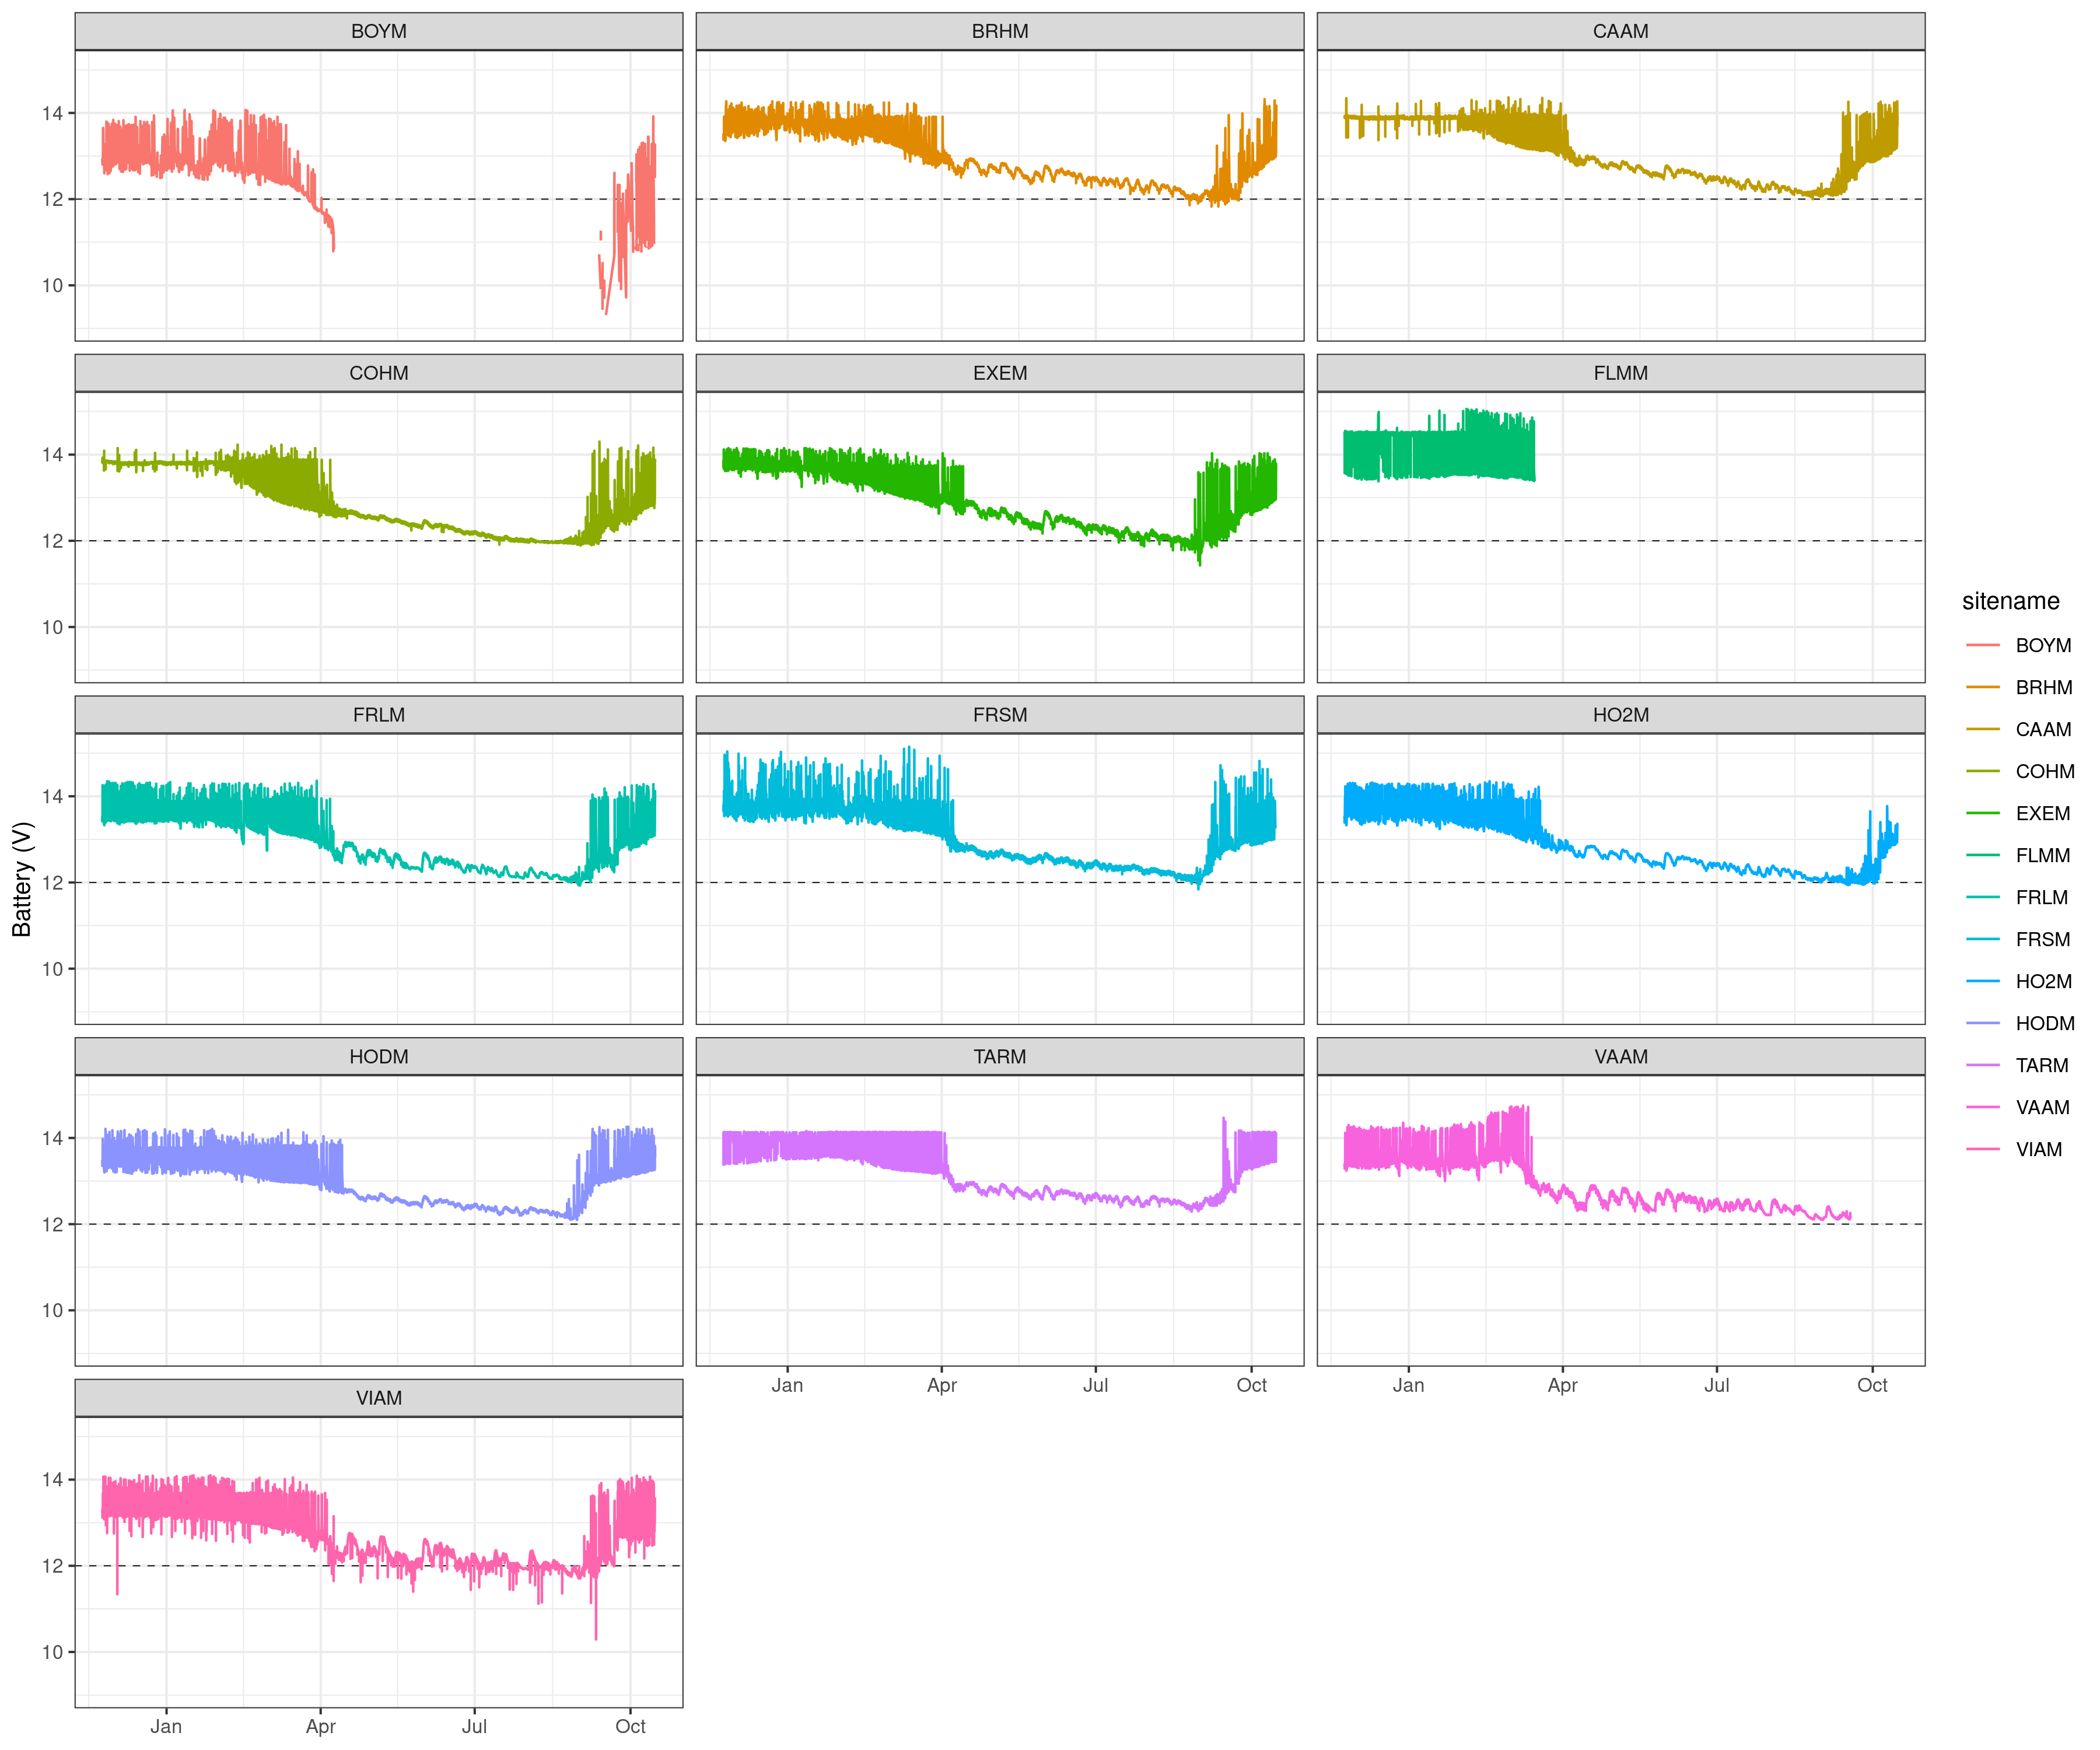 BOYM BRHM CAAM
14
12
10
COHM EXEM FLMM
14
12
10
FRLM FRSM HO2M
14
12
10
HODM TARM VAAM
14
12
10
Jan Apr Jul Oct Jan Apr Jul Oct
VIAM
14
12
10
Jan Apr Jul Oct
Battery (V)
sitename
BOYM
BRHM
CAAM
COHM
EXEM
FLMM
FRLM
FRSM
HO2M
HODM
TARM
VAAM
VIAM